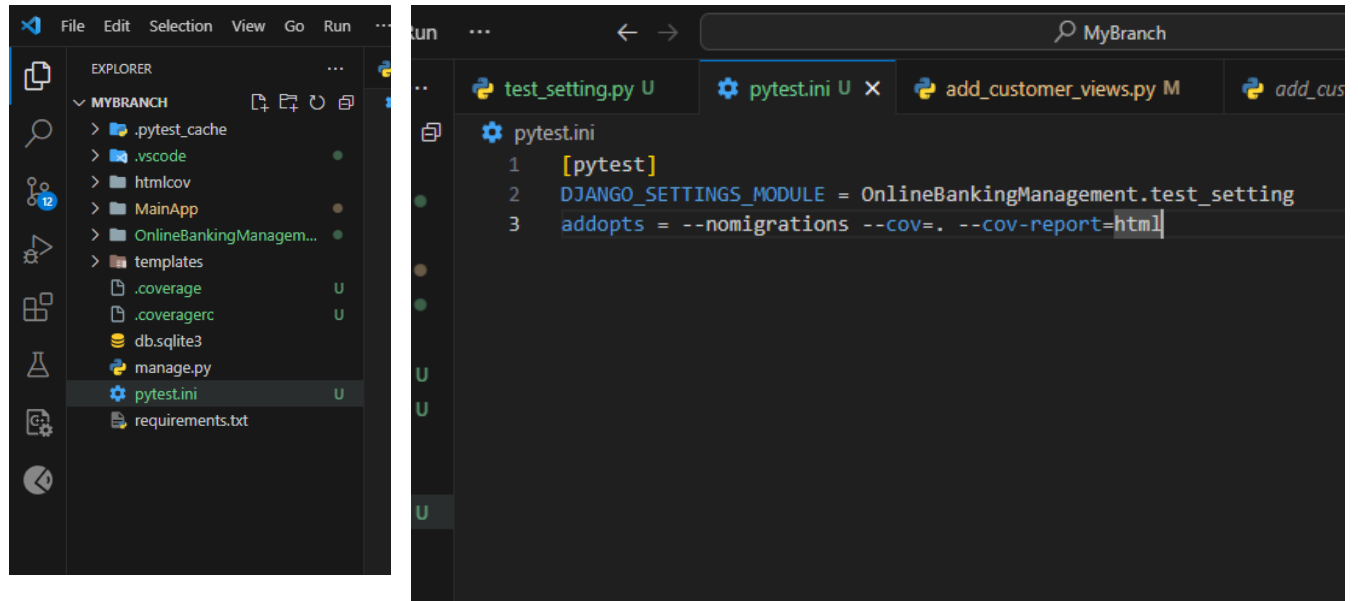 File Edit Selection View Go Run ...
EXPLORER ...
MYBRANCH
.pytest_cache
.vscode
htmlcov
MainApp
OnlineBankingManagem...
templates
.coverage U
.coveragerc U
db.sqlite3
manage.py
pytest.ini U
requirements.txt
12
...
MyBranch
test_setting.py U
pytest.ini U
add_customer_views.py M
pytest.ini
1 [pytest]
2 DJANGO_SETTINGS_MODULE = OnlineBankingManagement.test_setting
3 addopts = --nomigrations --cov=. --cov-report=html
U
U
U